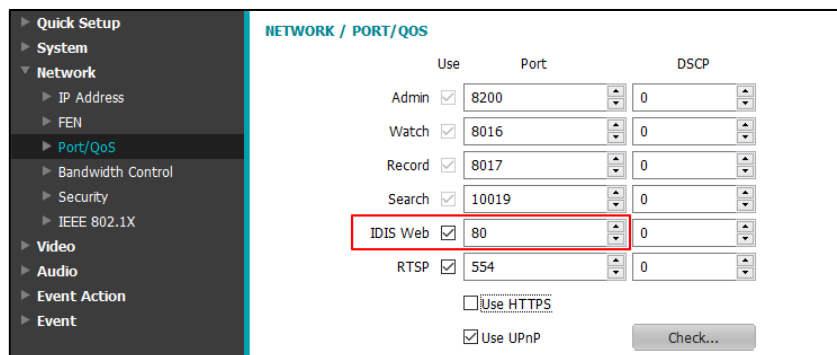 Quick Setup
System
Network
IP Address
FEN
Port/QoS
Bandwidth Control
Security
IEEE 802.1X
Video
Audio
Event Action
Event
NETWORK / PORT/QOS
Use Port DSCP
Admin 8200 0
Watch 8016 0
Record 8017 0
Search 10019 0
IDIS Web 80 0
RTSP 554 0
Use HTTPS
Use UPnP Check...